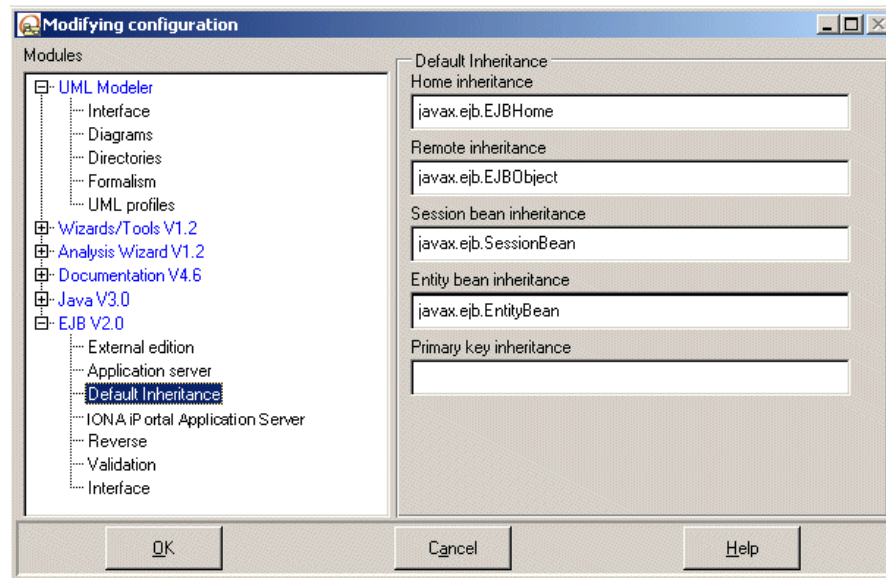 Modifying configuration
Modules
UML Modeler
Interface
Diagrams
Directories
Formalism
UML profiles
Wizards/Tools V1.2
Analysis Wizard V1.2
Documentation V4.6
Java V3.0
EJB V2.0
External edition
Application server
Default Inheritance
IONA iPortal Application Server
Reverse
Validation
Interface
Default Inheritance
Home inheritance
javax.ejb.EJBHome
Remote inheritance
javax.ejb.EJBObject
Session bean inheritance
javax.ejb.SessionBean
Entity bean inheritance
javax.ejb.EntityBean
Primary key inheritance
OK
Cancel
Help